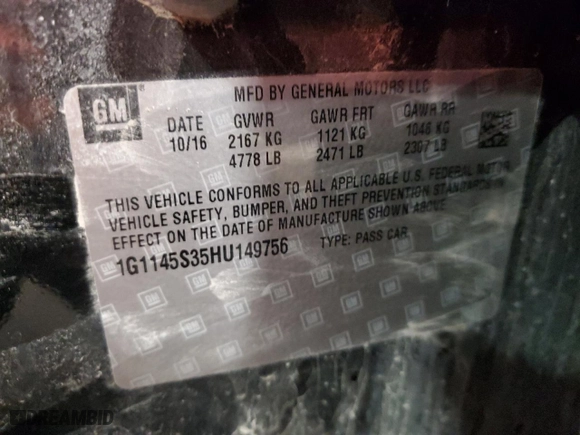 GM
MFD BY GENERAL MOTORS LLC
DATE GVWR GAWR FRT GAWR RR
10/16 2167 KG 1121 KG 1046 KG
4778 LB 2471 LB 2307 LB
THIS VEHICLE CONFORMS TO ALL APPLICABLE U.S. FEDERAL MOTOR
VEHICLE SAFETY, BUMPER, AND THEFT PREVENTION STANDARDS IN
EFFECT ON THE DATE OF MANUFACTURE SHOWN ABOVE.
1G1145S35HU149756 TYPE: PASS CAR
DREAMBID